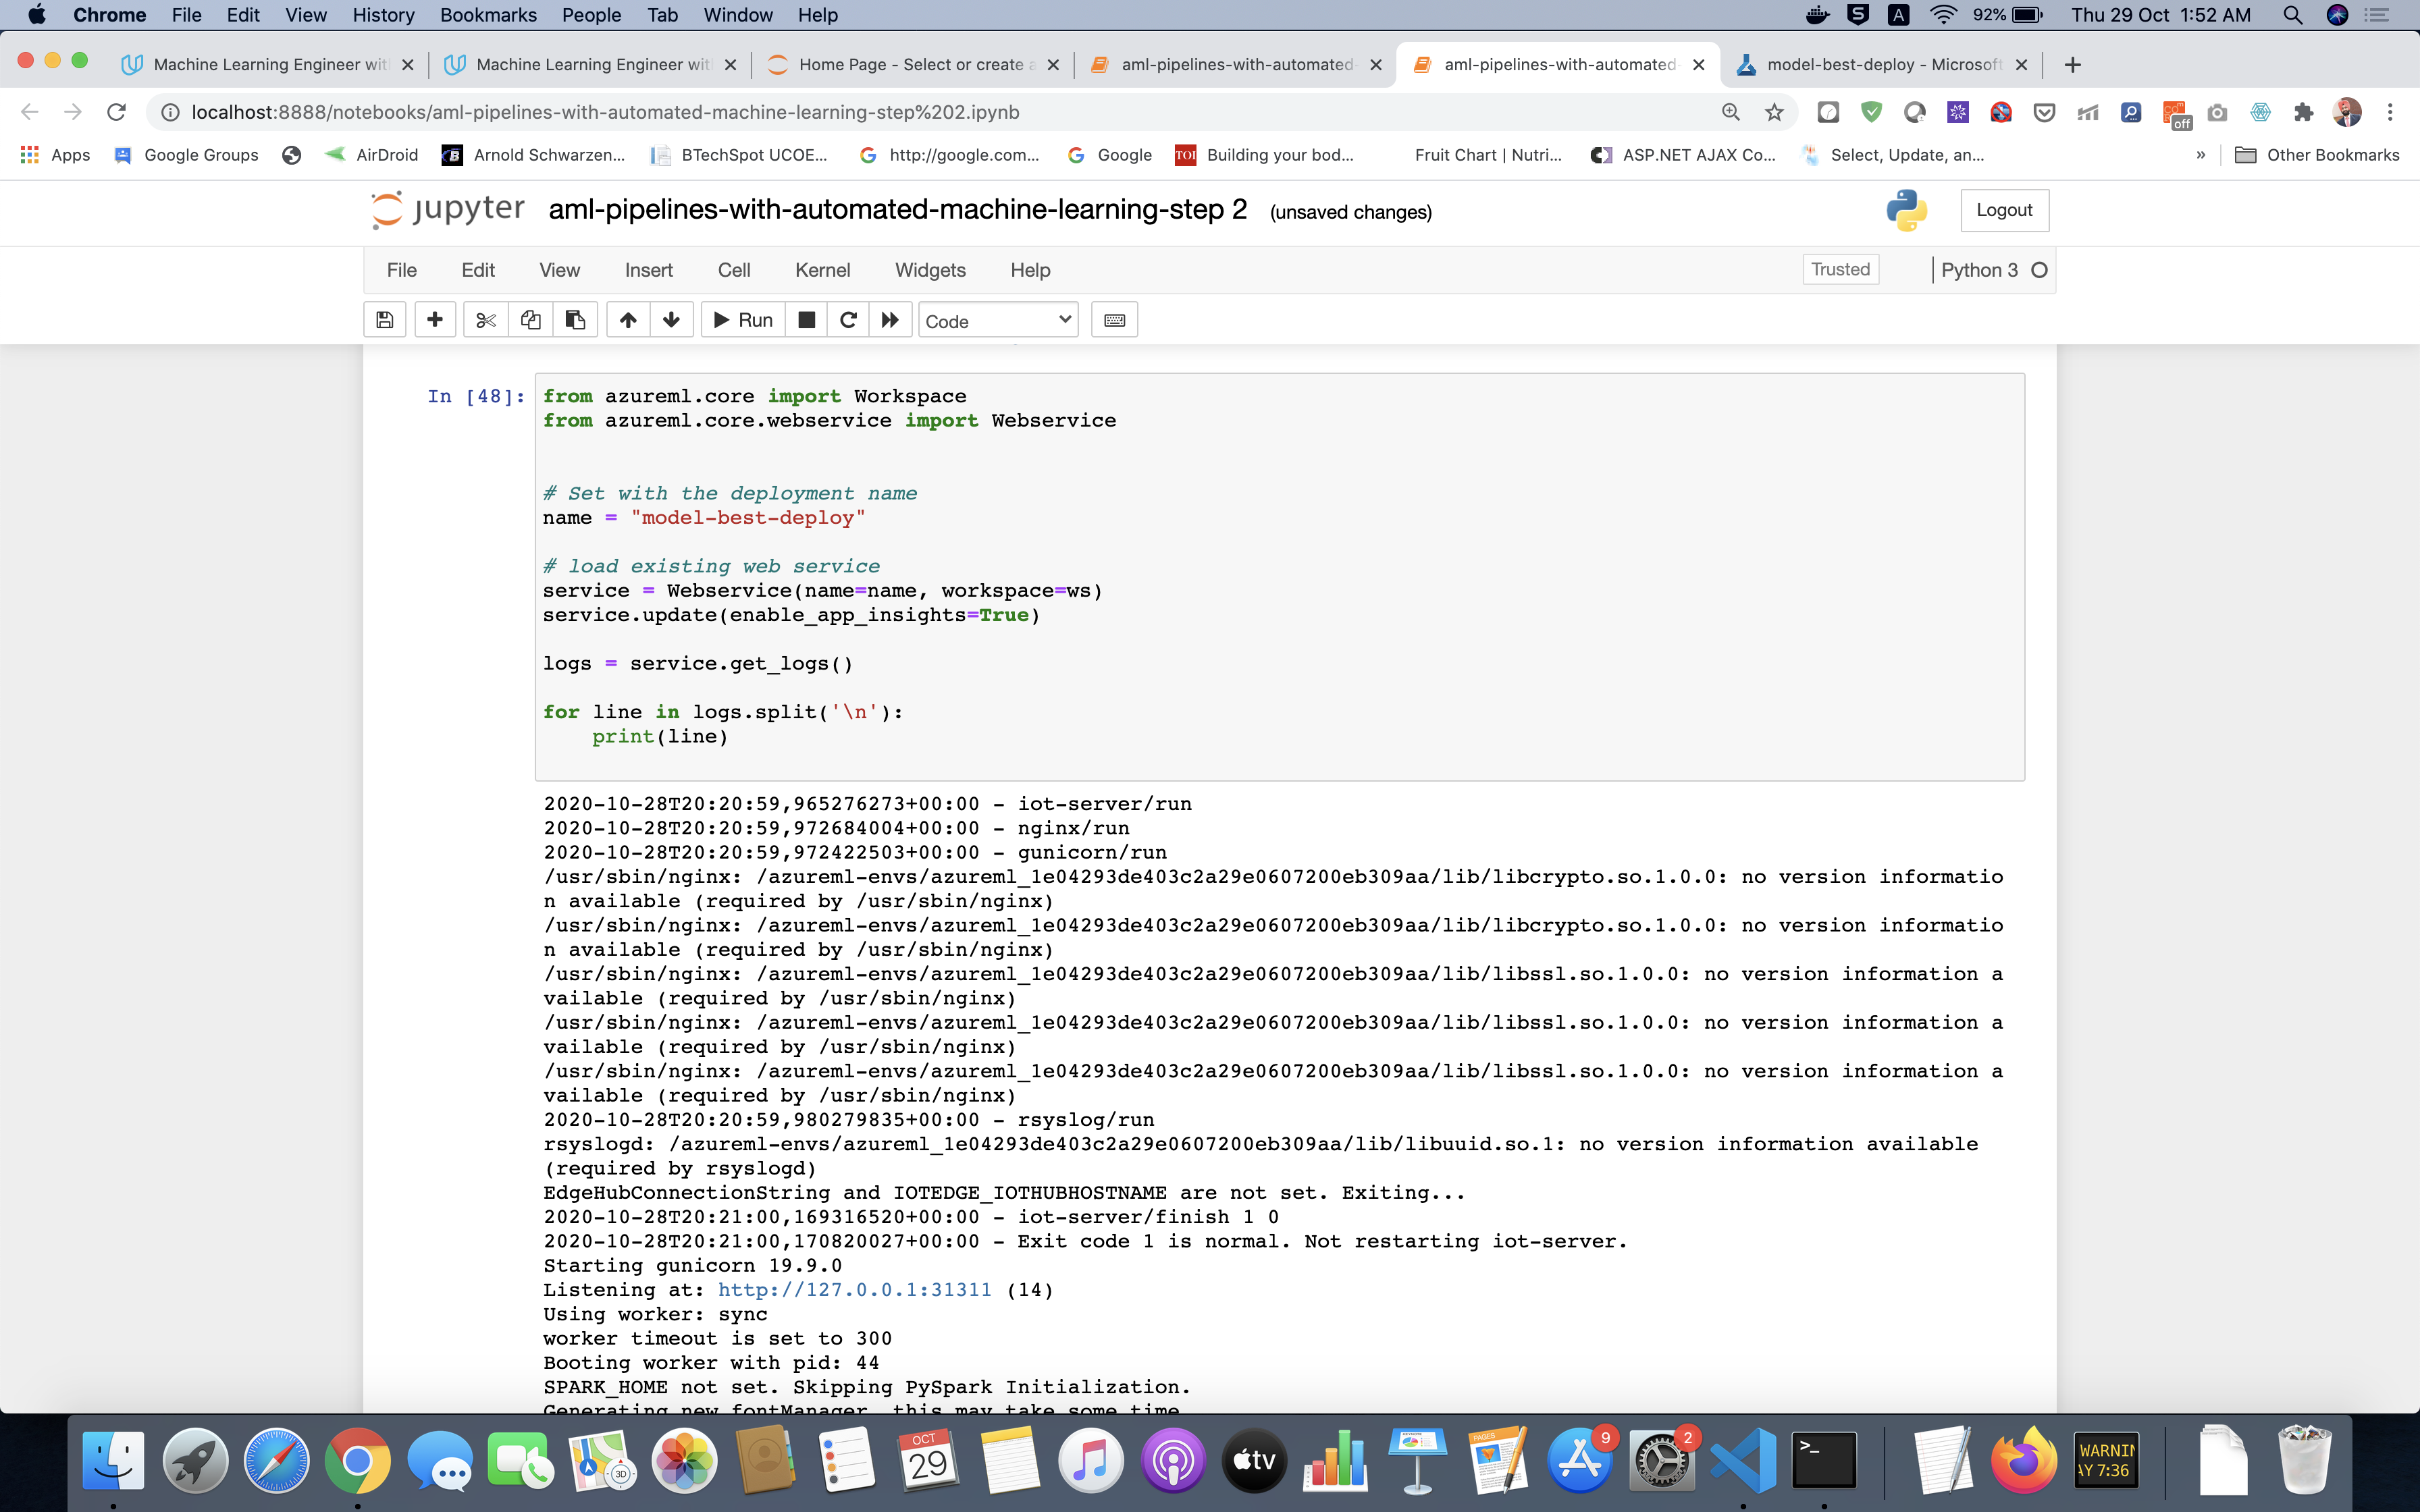 Chrome File Edit View History Bookmarks People Tab Window Help 92% Thu 29 Oct 1:52 AM
Machine Learning Engineer wit Machine Learning Engineer wit Home Page - Select or create a aml-pipelines-with-automated- aml-pipelines-with-automated- model-best-deploy - Microsoft
localhost:8888/notebooks/aml-pipelines-with-automated-machine-learning-step%202.ipynb off
Apps Google Groups AirDroid Arnold Schwarzen... BTechSpot UCOE... http://google.com... Google TOI Building your bod... Fruit Chart | Nutri... ASP.NET AJAX Co... Select, Update, an... » Other Bookmarks
jupyter aml-pipelines-with-automated-machine-learning-step 2 (unsaved changes) Logout
File Edit View Insert Cell Kernel Widgets Help Trusted Python 3
Run Code
In [48]: from azureml.core import Workspace
from azureml.core.webservice import Webservice
# Set with the deployment name
name = "model-best-deploy"
# load existing web service
service = Webservice(name=name, workspace=ws)
service.update(enable_app_insights=True)
logs = service.get_logs()
for line in logs.split('\n'):
    print(line)
2020-10-28T20:20:59,965276273+00:00 - iot-server/run
2020-10-28T20:20:59,972684004+00:00 - nginx/run
2020-10-28T20:20:59,972422503+00:00 - gunicorn/run
/usr/sbin/nginx: /azureml-envs/azureml_1e04293de403c2a29e0607200eb309aa/lib/libcrypto.so.1.0.0: no version informatio
n available (required by /usr/sbin/nginx)
/usr/sbin/nginx: /azureml-envs/azureml_1e04293de403c2a29e0607200eb309aa/lib/libcrypto.so.1.0.0: no version informatio
n available (required by /usr/sbin/nginx)
/usr/sbin/nginx: /azureml-envs/azureml_1e04293de403c2a29e0607200eb309aa/lib/libssl.so.1.0.0: no version information a
vailable (required by /usr/sbin/nginx)
/usr/sbin/nginx: /azureml-envs/azureml_1e04293de403c2a29e0607200eb309aa/lib/libssl.so.1.0.0: no version information a
vailable (required by /usr/sbin/nginx)
/usr/sbin/nginx: /azureml-envs/azureml_1e04293de403c2a29e0607200eb309aa/lib/libssl.so.1.0.0: no version information a
vailable (required by /usr/sbin/nginx)
2020-10-28T20:20:59,980279835+00:00 - rsyslog/run
rsyslogd: /azureml-envs/azureml_1e04293de403c2a29e0607200eb309aa/lib/libuuid.so.1: no version information available
(required by rsyslogd)
EdgeHubConnectionString and IOTEDGE_IOTHUBHOSTNAME are not set. Exiting...
2020-10-28T20:21:00,169316520+00:00 - iot-server/finish 1 0
2020-10-28T20:21:00,170820027+00:00 - Exit code 1 is normal. Not restarting iot-server.
Starting gunicorn 19.9.0
Listening at: http://127.0.0.1:31311 (14)
Using worker: sync
worker timeout is set to 300
Booting worker with pid: 44
SPARK_HOME not set. Skipping PySpark Initialization.
Generating new fontManager, this may take some time
3D OCT 29 tv PAGES 9 2 >_ WARNIN
AY 7:36